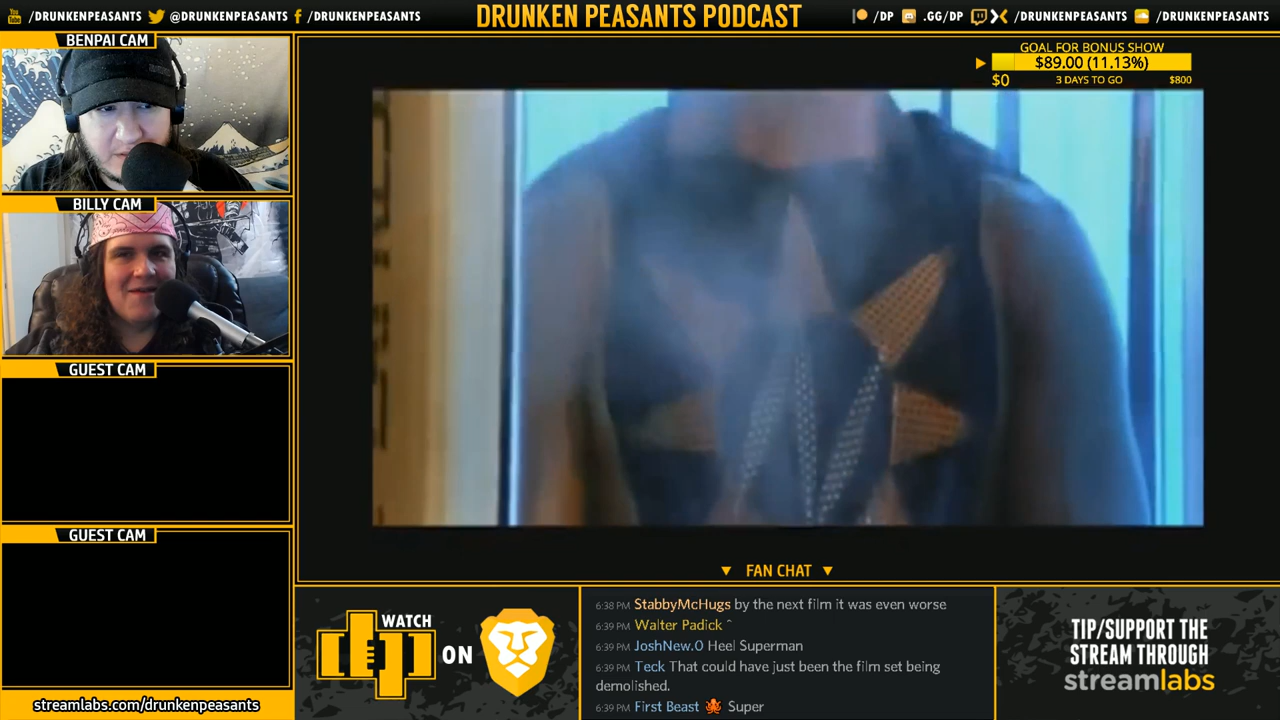 You Tube /DRUNKENPEASANTS @DRUNKENPEASANTS /DRUNKENPEASANTS
DRUNKEN PEASANTS PODCAST
/DP .GG/DP /DRUNKENPEASANTS /DRUNKENPEASANTS
BENPAI CAM
GOAL FOR BONUS SHOW
$89.00 (11.13%)
$0 3 DAYS TO GO $800
BILLY CAM
GUEST CAM
GUEST CAM
FAN CHAT
WATCH
ON
6:38 PM StabbyMcHugs by the next film it was even worse
6:39 PM Walter Padick ^
6:39 PM JoshNew.0 Heel Superman
6:39 PM Teck That could have just been the film set being
demolished.
6:39 PM First Beast 🐙 Super
TIP/SUPPORT THE
STREAM THROUGH
streamlabs
streamlabs.com/drunkenpeasants